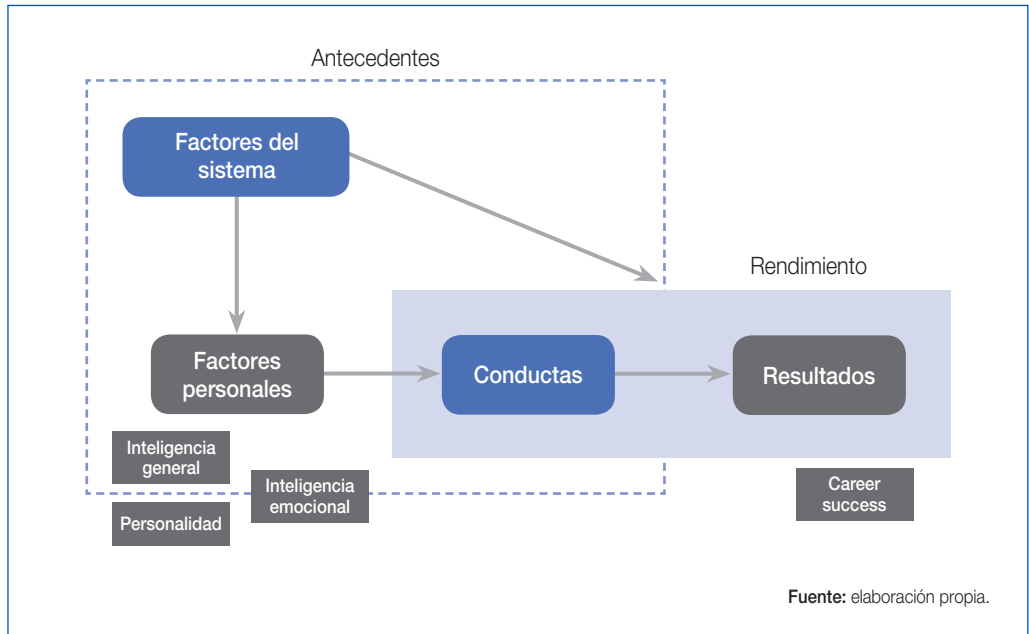 Antecedentes
Factores del
sistema
Rendimiento
Factores
personales
Conductas
Resultados
Inteligencia
general
Inteligencia
emocional
Personalidad
Career
success
Fuente: elaboración propia.